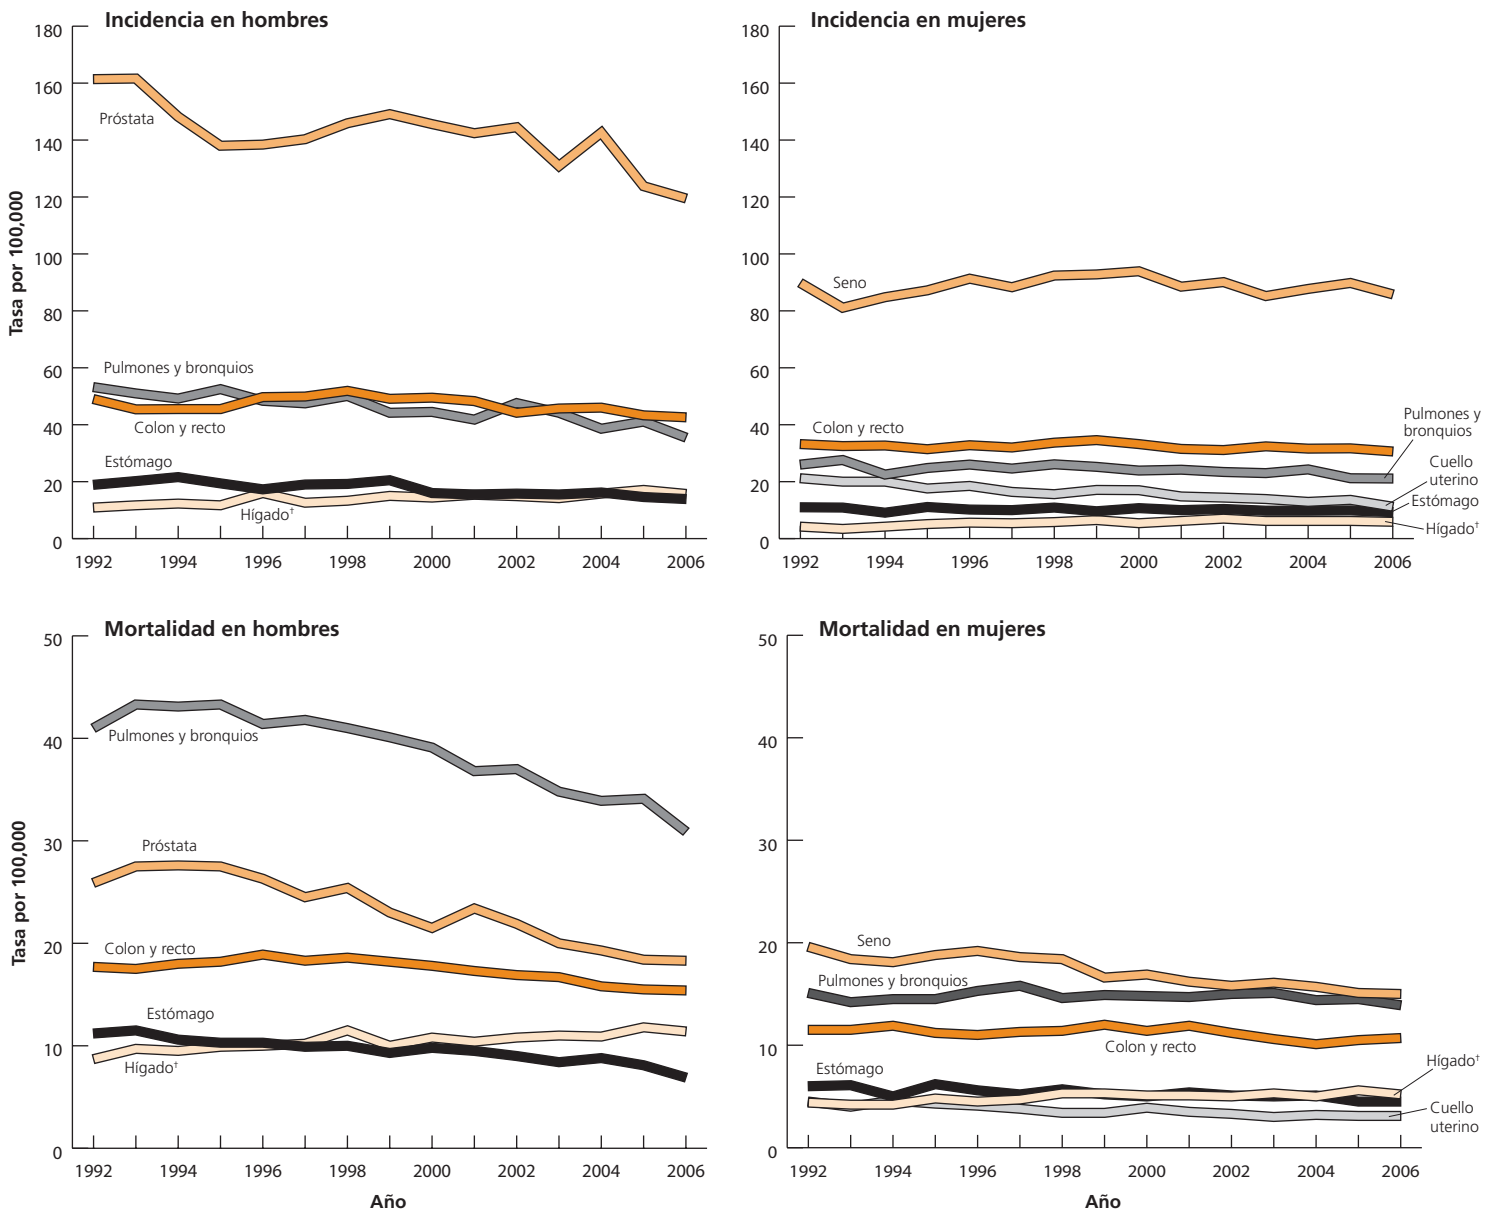 Incidencia en hombres
180
160
140
120
100
80
60
40
20
0
Tasa por 100,000
Próstata
Pulmones y bronquios
Colon y recto
Estómago
Hígado†
1992 1994 1996 1998 2000 2002 2004 2006
Incidencia en mujeres
180
160
140
120
100
80
60
40
20
0
Seno
Colon y recto
Pulmones y
bronquios
Cuello
uterino
Estómago
Hígado†
1992 1994 1996 1998 2000 2002 2004 2006
Mortalidad en hombres
50
40
30
20
10
0
Tasa por 100,000
Pulmones y bronquios
Próstata
Colon y recto
Estómago
Hígado†
1992 1994 1996 1998 2000 2002 2004 2006
Año
Mortalidad en mujeres
50
40
30
20
10
0
Seno
Pulmones y bronquios
Colon y recto
Estómago
Hígado†
Cuello
uterino
1992 1994 1996 1998 2000 2002 2004 2006
Año